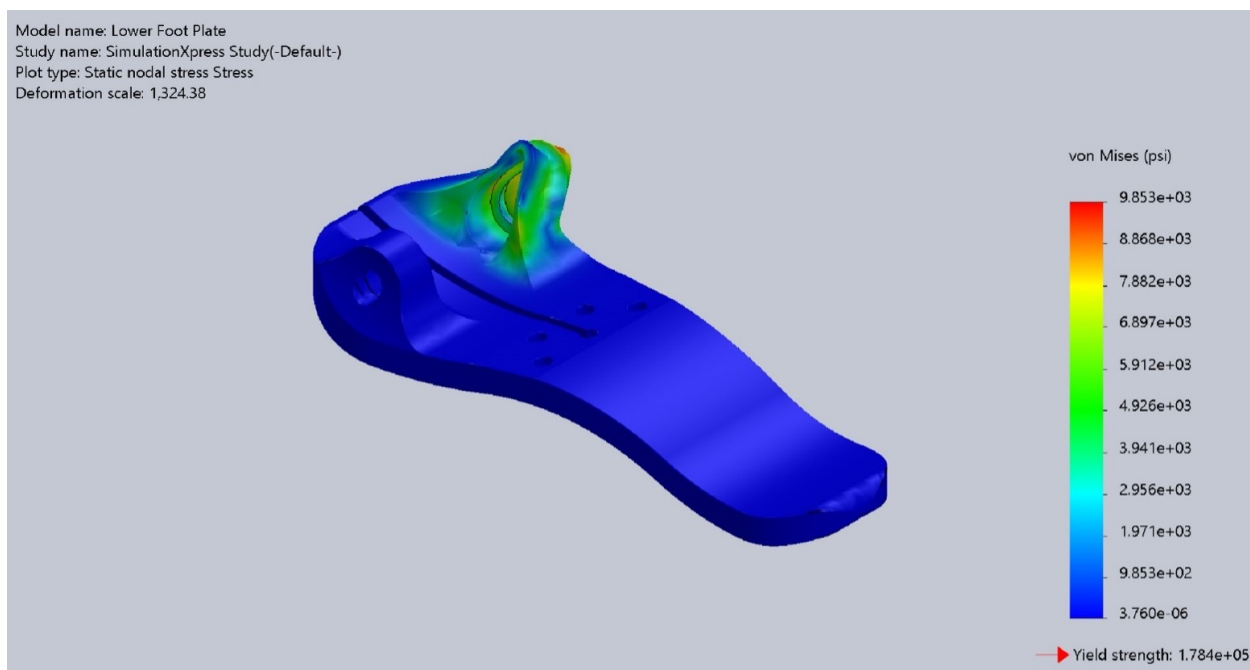 Model name: Lower Foot Plate
Study name: SimulationXpress Study(-Default-)
Plot type: Static nodal stress Stress
Deformation scale: 1,324.38
von Mises (psi)
9.853e+03
8.868e+03
7.882e+03
6.897e+03
5.912e+03
4.926e+03
3.941e+03
2.956e+03
1.971e+03
9.853e+02
3.760e-06
Yield strength: 1.784e+05